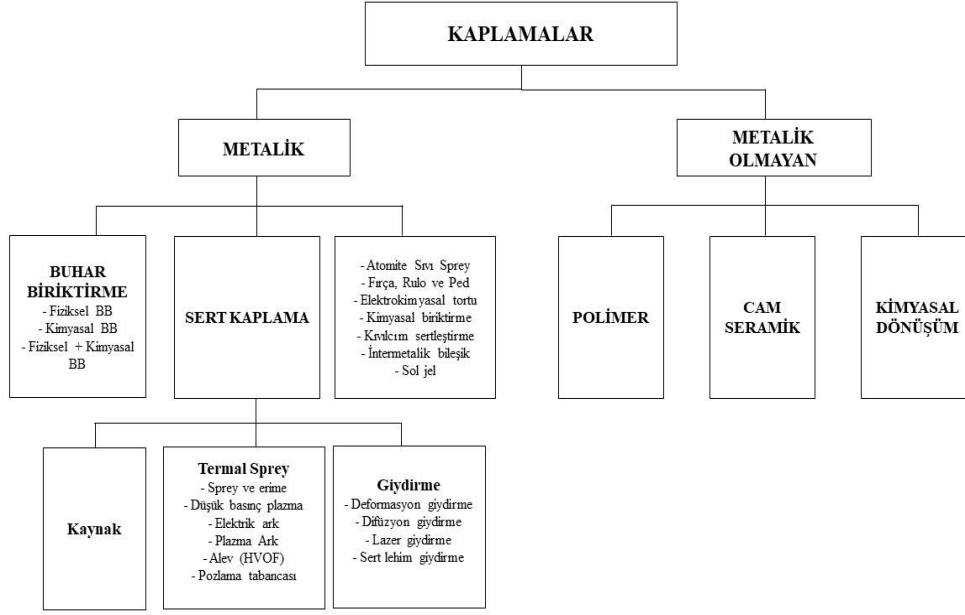 KAPLAMALAR
METALİK
METALİK
OLMAYAN
BUHAR
BİRİKTİRME
- Fiziksel BB
- Kimyasal BB
- Fiziksel + Kimyasal
BB
SERT KAPLAMA
- Atomite Sıvı Sprey
- Fırça, Rulo ve Ped
- Elektrokimyasal tortu
- Kimyasal biriktirme
- Kıvılcım sertleştirme
- İntermetalik bileşik
- Sol jel
POLİMER
CAM
SERAMİK
KİMYASAL
DÖNÜŞÜM
Kaynak
Termal Sprey
- Sprey ve erime
- Düşük basınç plazma
- Elektrik ark
- Plazma Ark
- Alev (HVOF)
- Pozlama tabancası
Giydirme
- Deformasyon giydirme
- Difüzyon giydirme
- Lazer giydirme
- Sert lehim giydirme